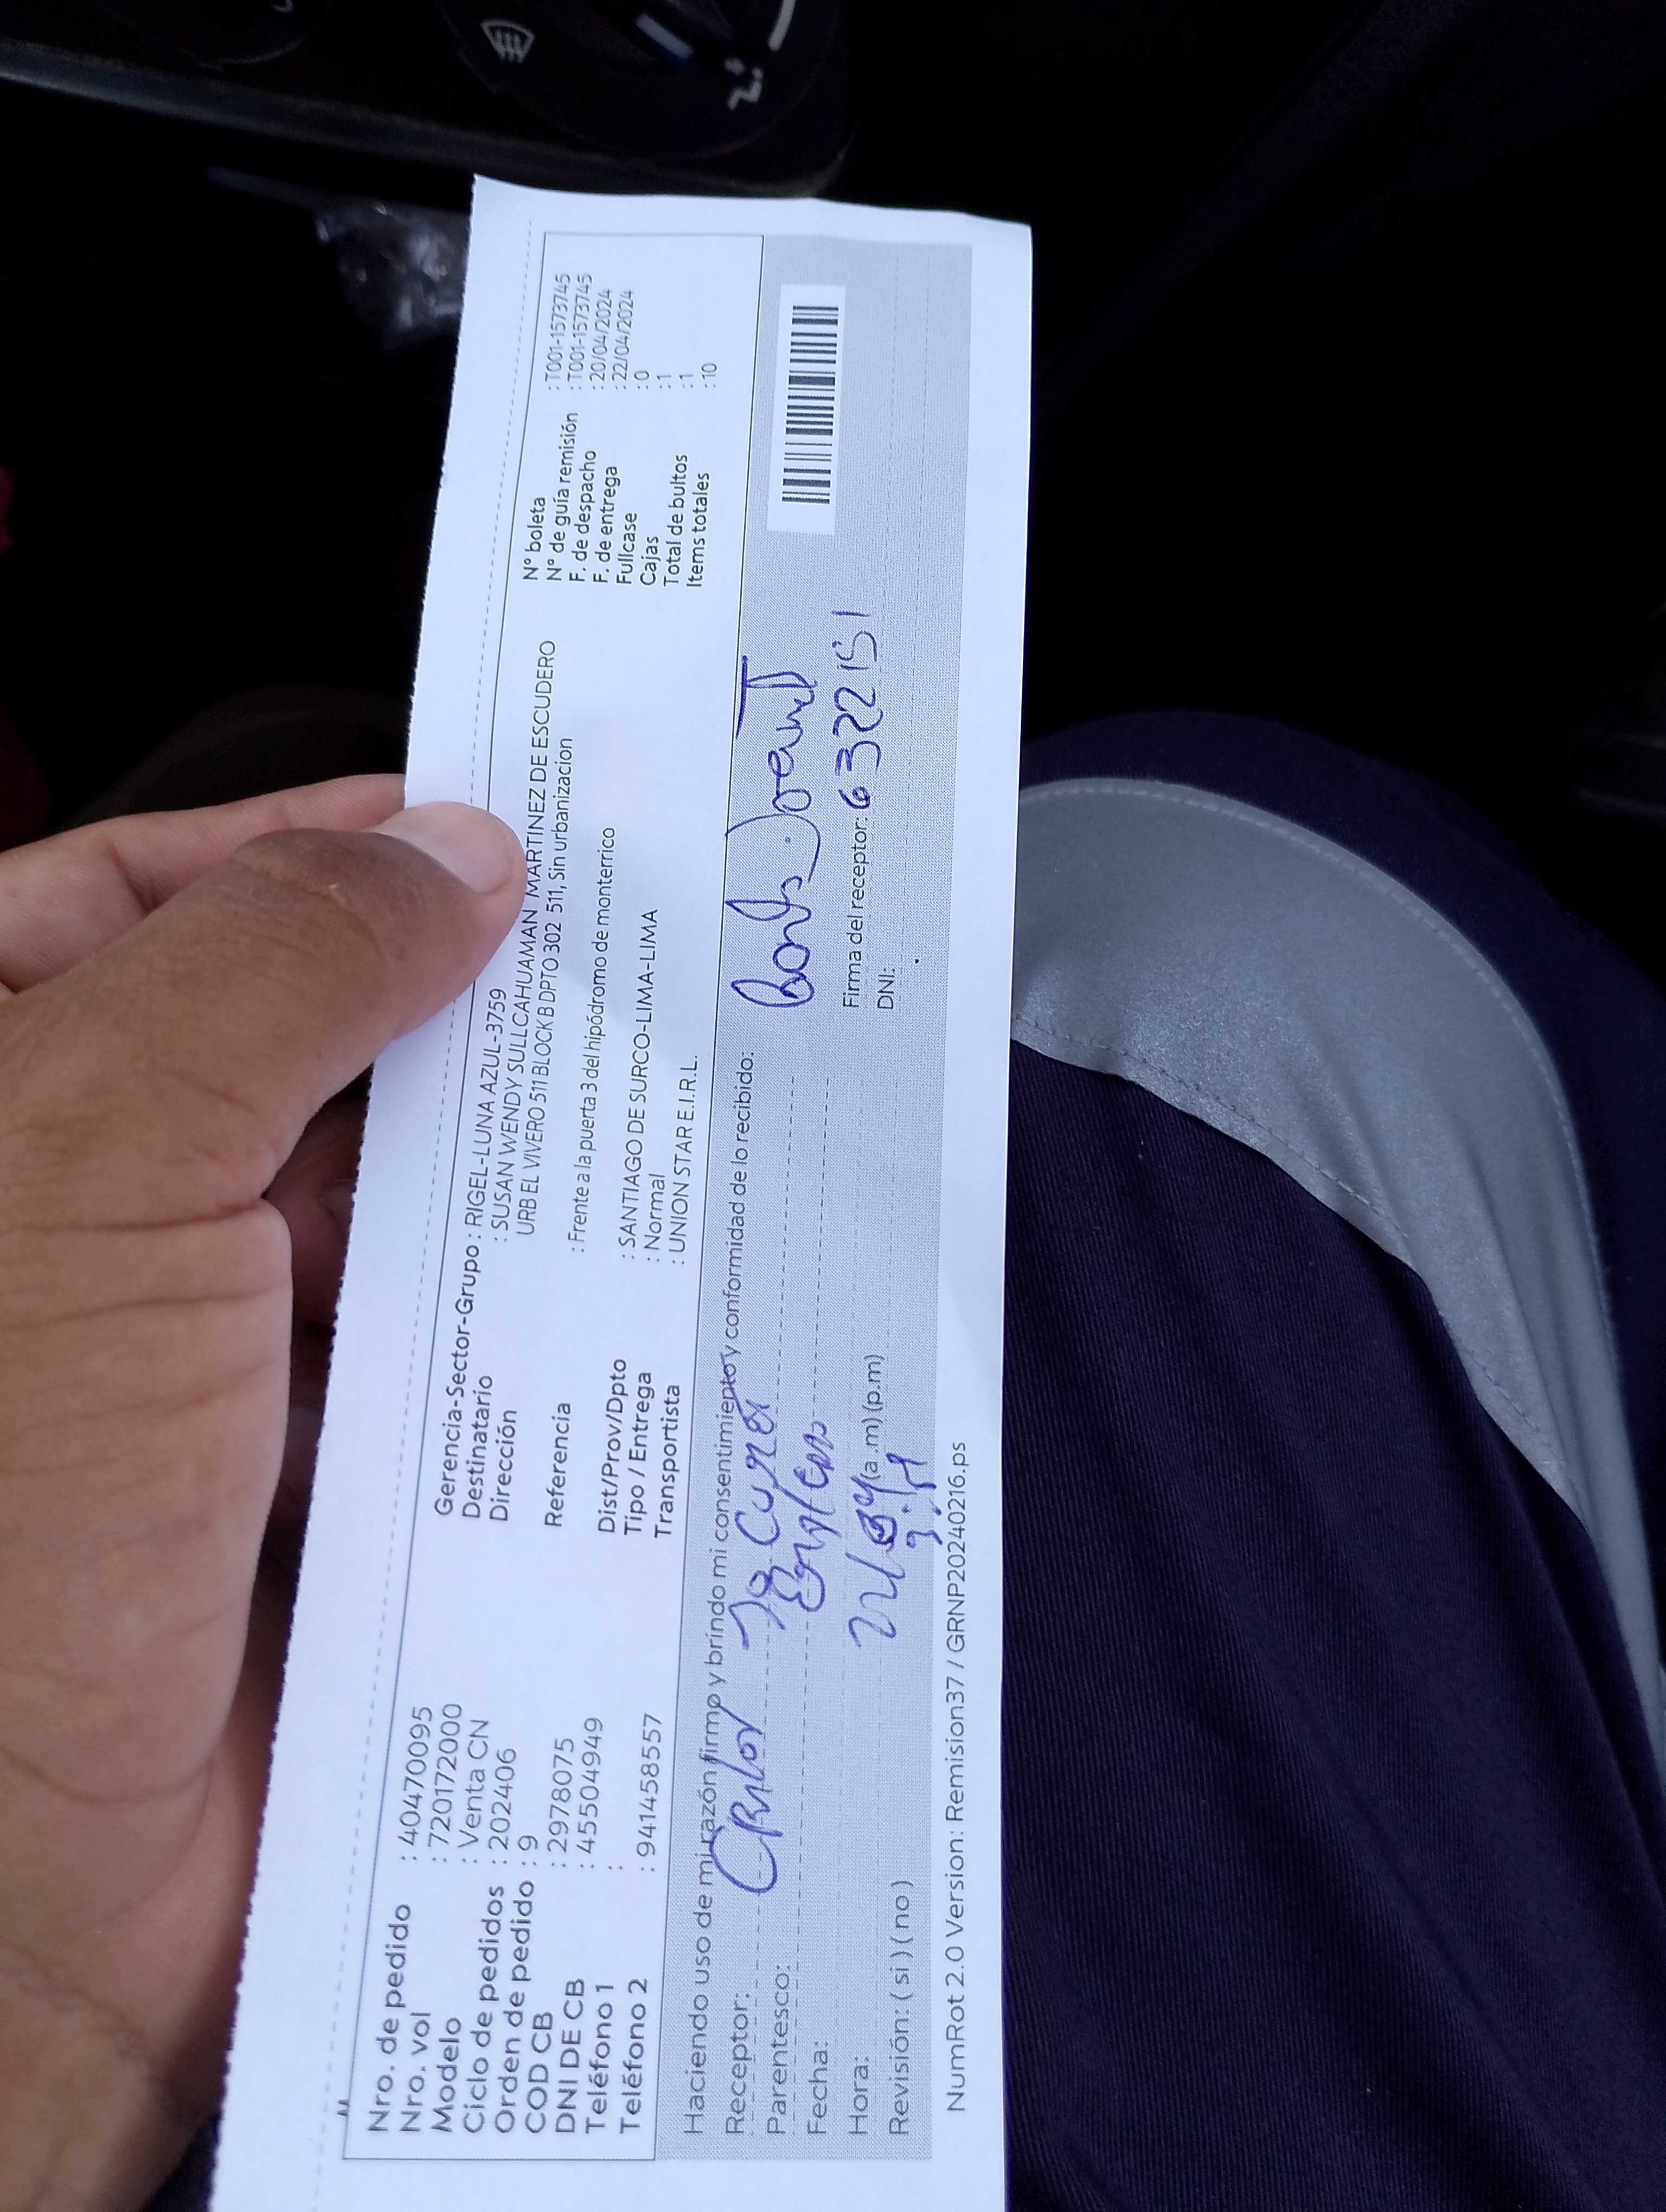 Nro. de pedido : 40470095
Nro. vol : 7201172000
Modelo : Venta CN
Ciclo de pedidos : 202406
Orden de pedido : 9
COD CB : 2978075
DNI DE CB : 45504949
Teléfono 1 :
Teléfono 2 : 941458557
Gerencia-Sector-Grupo : RIGEL-LUNA AZUL-3759
Destinatario : SUSAN WENDY SULLCAHUAMAN MARTINEZ DE ESCUDERO
Dirección URB EL VIVERO 511 BLOCK B DPTO 302 511, Sin urbanizacion
Referencia : Frente a la puerta 3 del hipódromo de monterrico
Dist/Prov/Dpto : SANTIAGO DE SURCO-LIMA-LIMA
Tipo / Entrega : Normal
Transportista : UNION STAR E.I.R.L.
N° boleta : T001-1573745
N° de guía remisión : T001-1573745
F. de despacho : 20/04/2024
F. de entrega : 22/04/2024
Fullcase : 0
Cajas : 1
Total de bultos : 1
Items totales : 10
Haciendo uso de mi razón firmo y brindo mi consentimiento y conformidad de lo recibido:
Receptor:
Parentesco:
Fecha:
Hora: (a.m) (p.m)
Revisión: ( si ) ( no )
Firma del receptor: 6322151
DNI:
NumRot 2.0 Version: Remision37 / GRNP20240216.ps